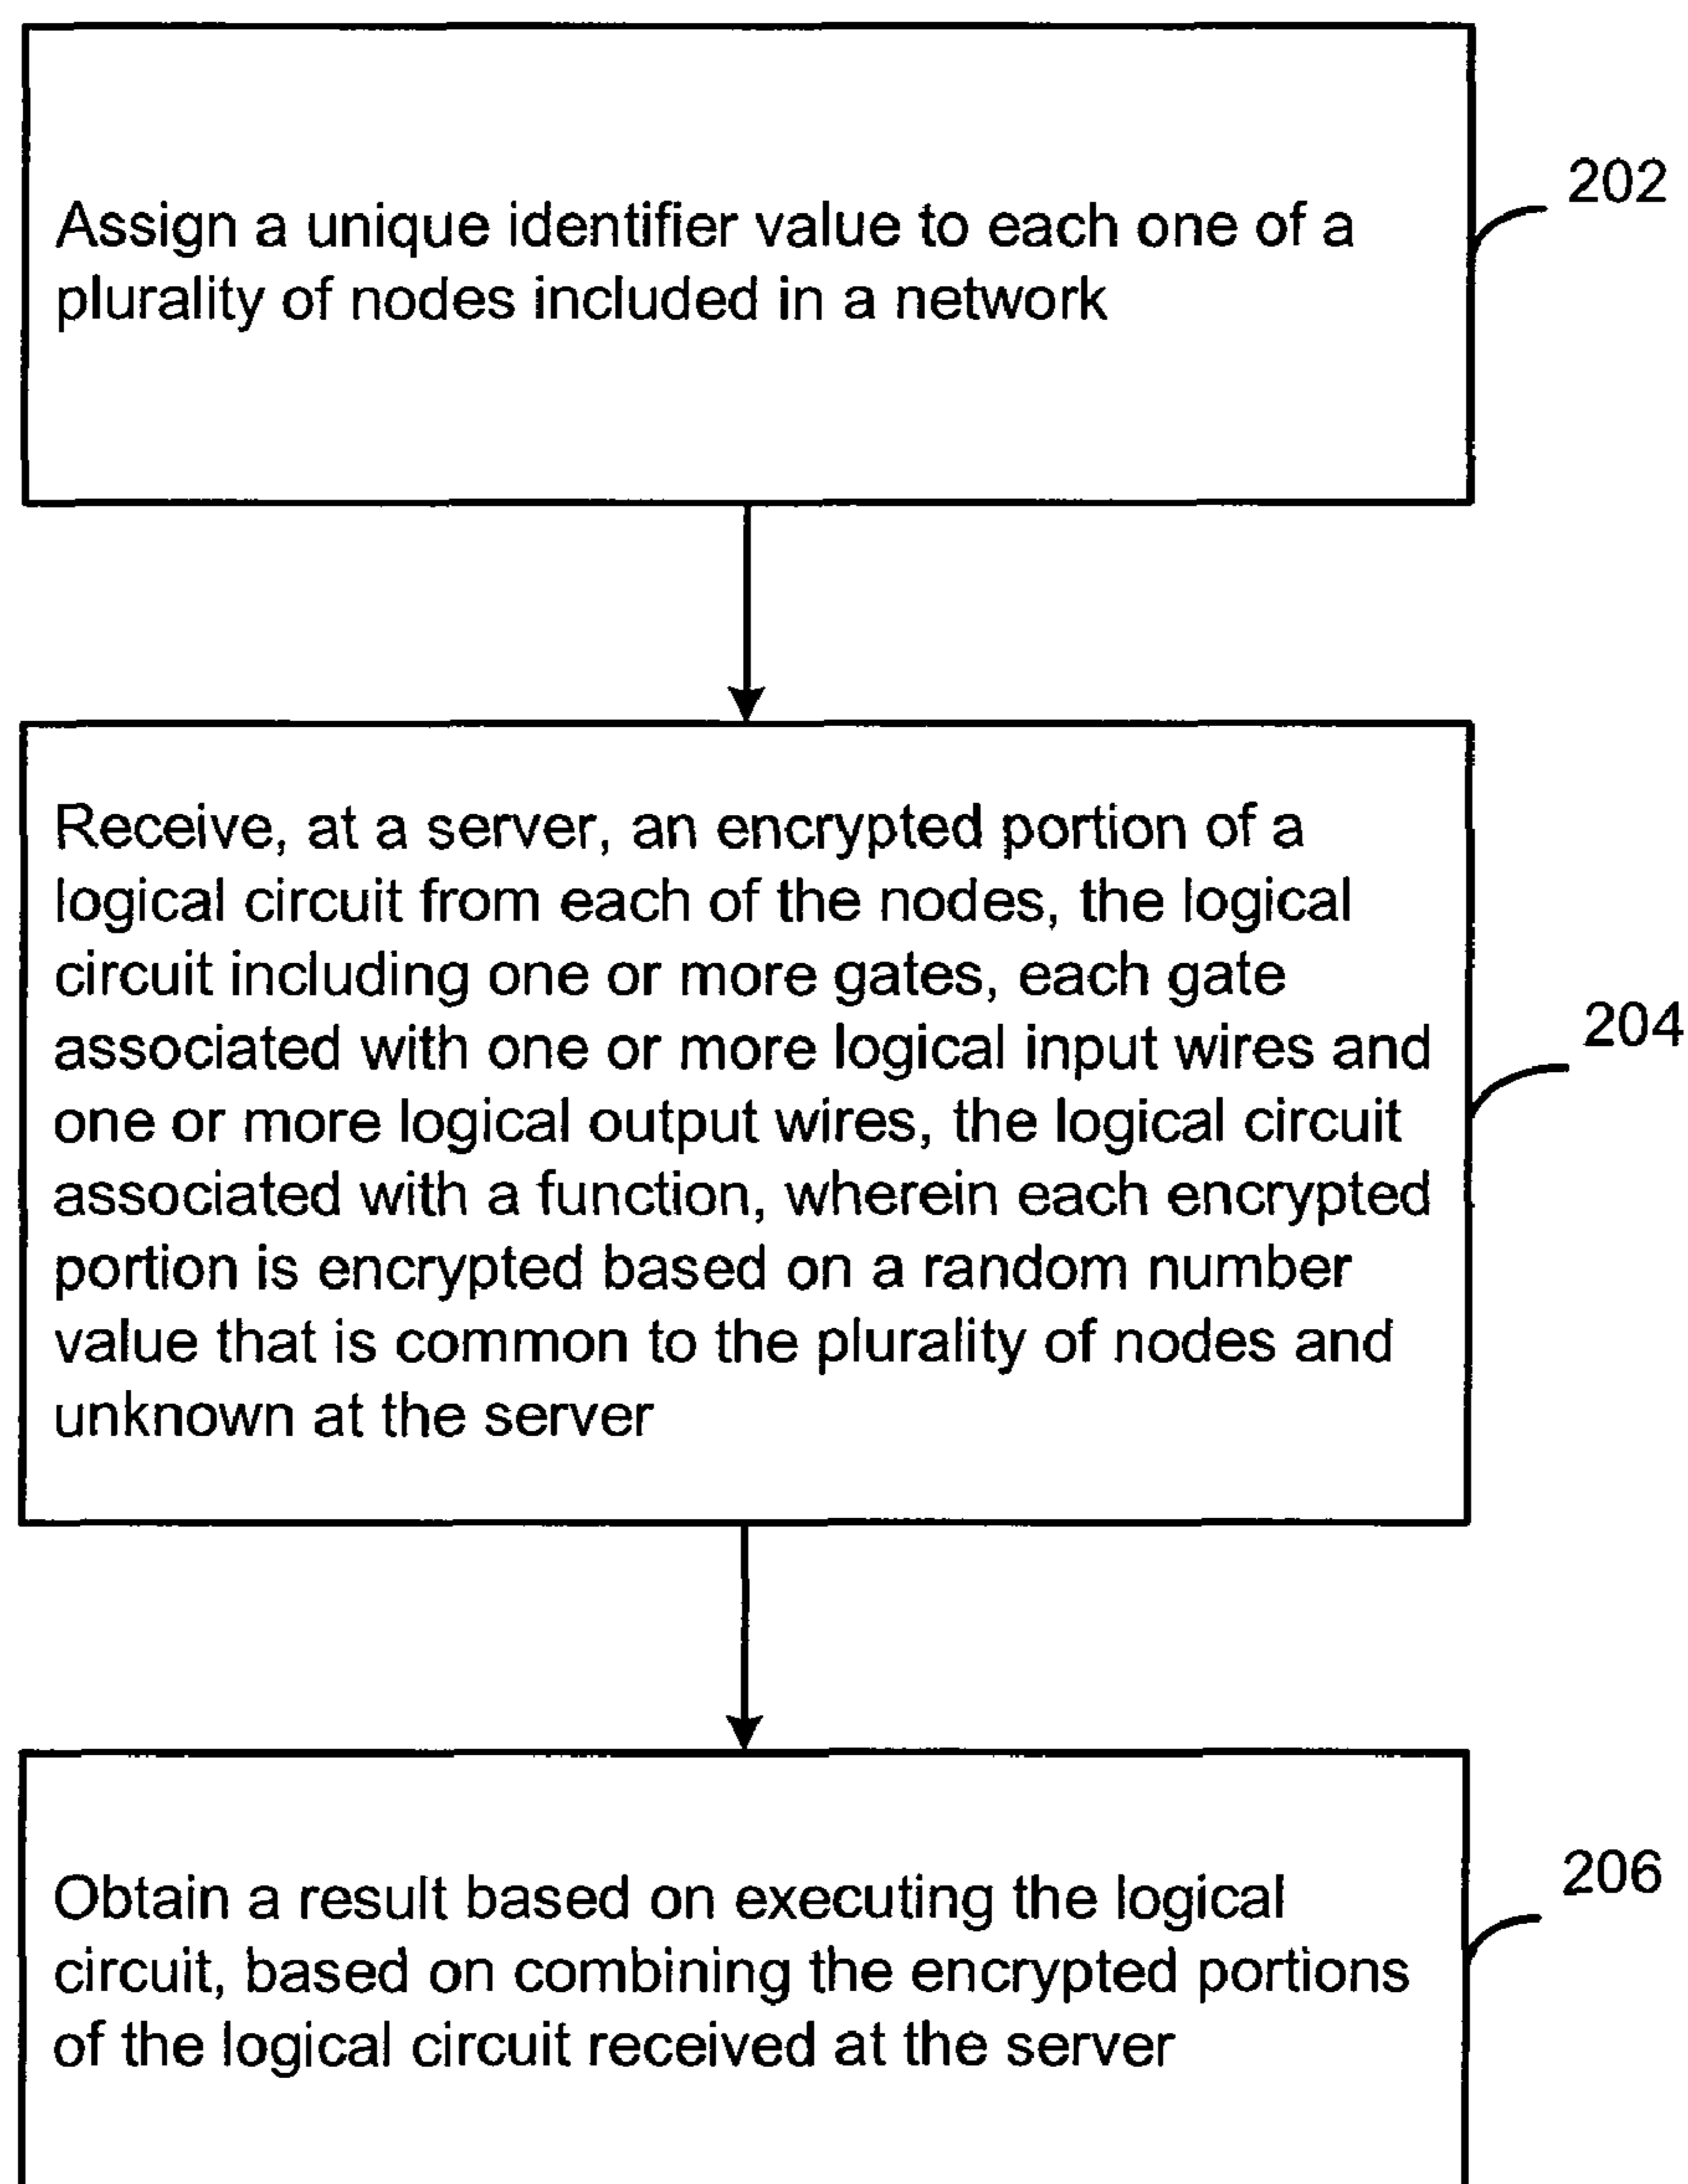 202
Assign a unique identifier value to each one of a
plurality of nodes included in a network
Receive, at a server, an encrypted portion of a
logical circuit from each of the nodes, the logical
circuit including one or more gates, each gate
204
associated with one or more logical input wires and
one or more logical output wires, the logical circuit
associated with a function, wherein each encrypted
portion is encrypted based on a random number
value that is common to the plurality of nodes and
unknown at the server
206
Obtain a result based on executing the logical
circuit, based on combining the encrypted portions
of the logical circuit received at the server